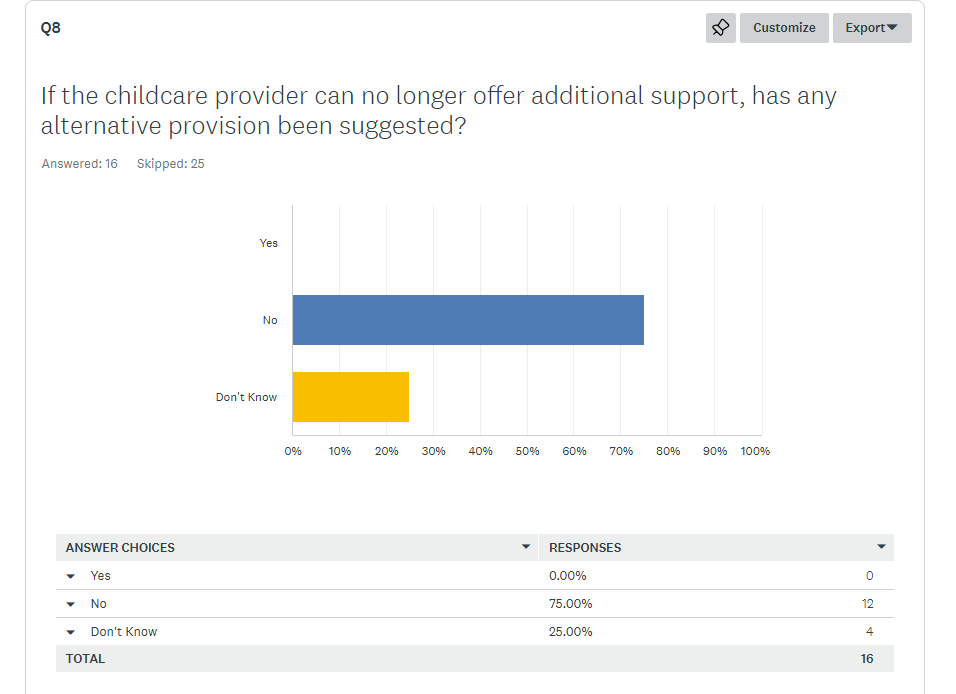 Q8
Customize
Export
If the childcare provider can no longer offer additional support, has any
alternative provision been suggested?
Answered: 16 Skipped: 25
Yes
No
Don't Know
0% 10% 20% 30% 40% 50% 60% 70% 80% 90% 100%
ANSWER CHOICES RESPONSES
Yes 0.00% 0
No 75.00% 12
Don't Know 25.00% 4
TOTAL 16